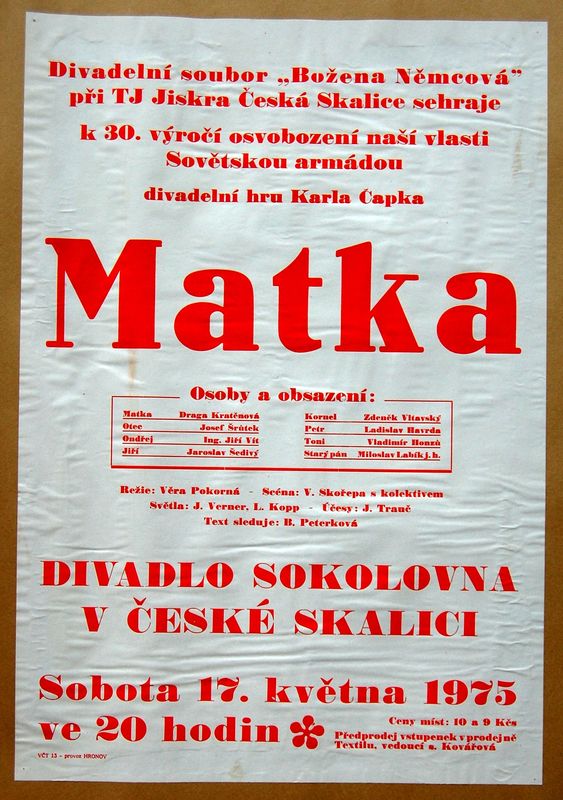 Divadelní soubor „Božena Němcová”
při TJ Jiskra Česká Skalice sehraje
k 30. výročí osvobození naší vlasti
Sovětskou armádou
divadelní hru Karla Čapka
Matka
Osoby a obsazení:
Matka Draga Kratěnová Kornel Zdeněk Vltavský
Otec Josef Šrůtek Petr Ladislav Havrda
Ondřej Ing. Jiří Vít Toni Vladimír Honzů
Jiří Jaroslav Šedivý Starý pán Miloslav Labík j. h.
Režie: Věra Pokorná - Scéna: V. Skořepa s kolektivem
Světla: J. Verner, L. Kopp - Účesy: J. Trauč
Text sleduje: B. Peterková
DIVADLO SOKOLOVNA
V ČESKÉ SKALICI
Sobota 17. května 1975
ve 20 hodin
Ceny míst: 10 a 9 Kčs
Předprodej vstupenek v prodejně
Textilu, vedoucí s. Kovářová
VČT 13 - provoz HRONOV